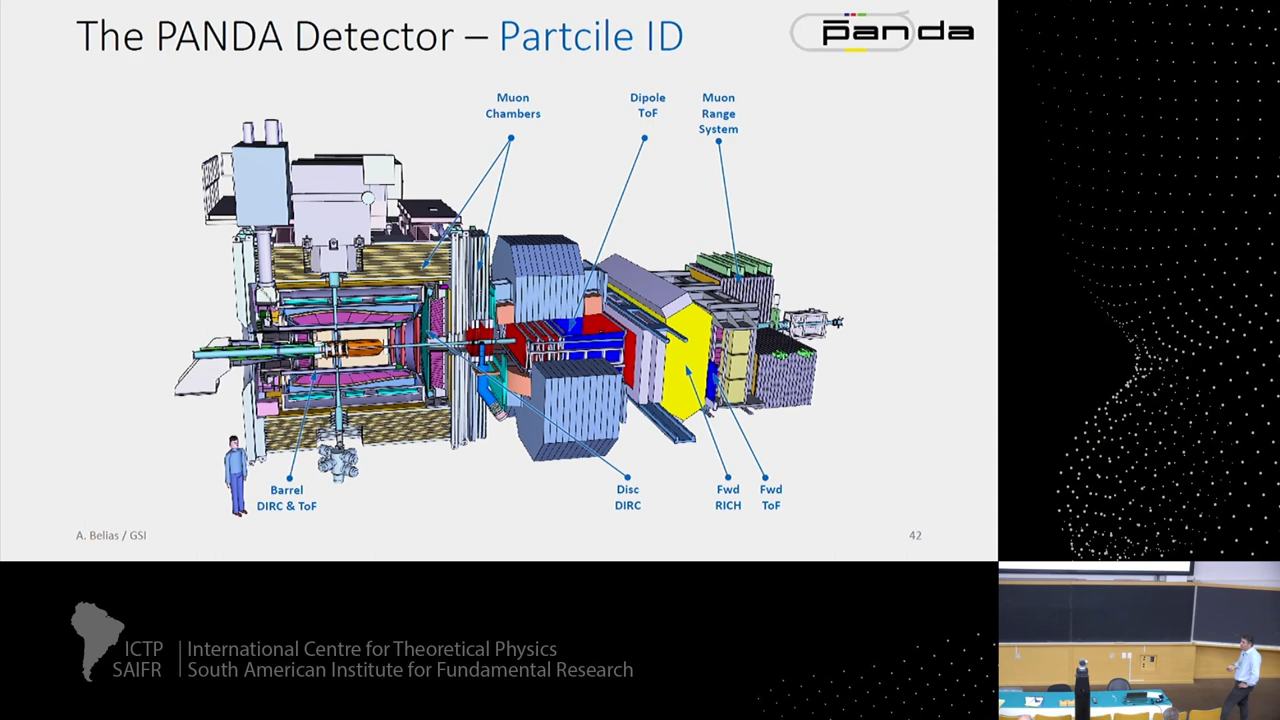 The PANDA Detector – Partcile ID
panda
Muon
Chambers
Dipole
ToF
Muon
Range
System
Barrel
DIRC & ToF
Disc
DIRC
Fwd
RICH
Fwd
ToF
A. Belias / GSI
42
ICTP
SAIFR
International Centre for Theoretical Physics
South American Institute for Fundamental Research